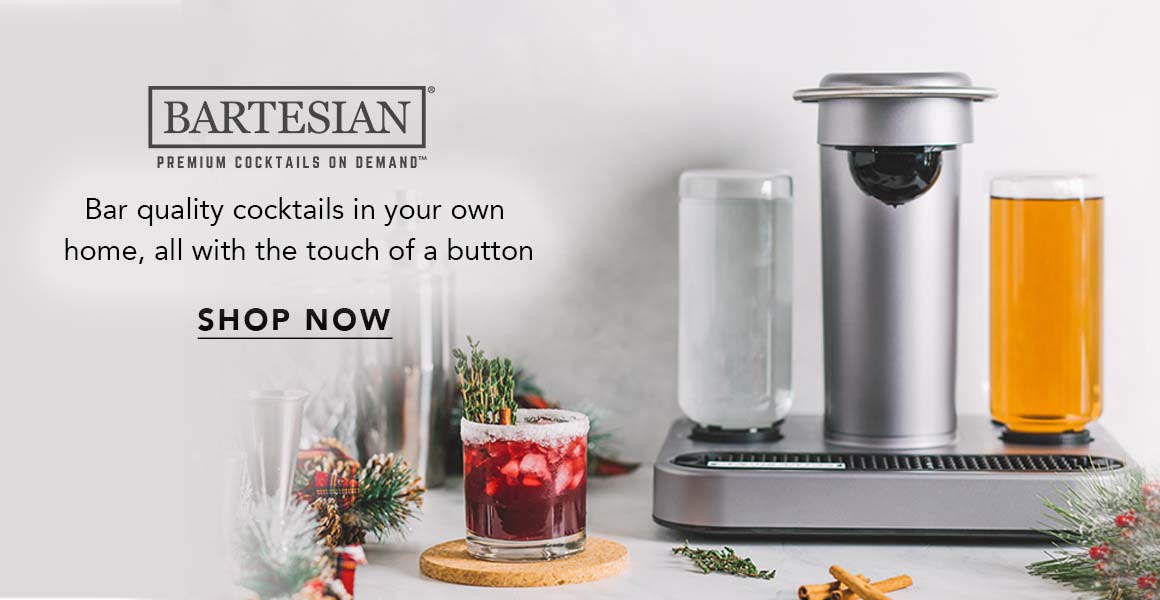 BARTESIAN®
PREMIUM COCKTAILS ON DEMAND™
Bar quality cocktails in your own
home, all with the touch of a button
SHOP NOW